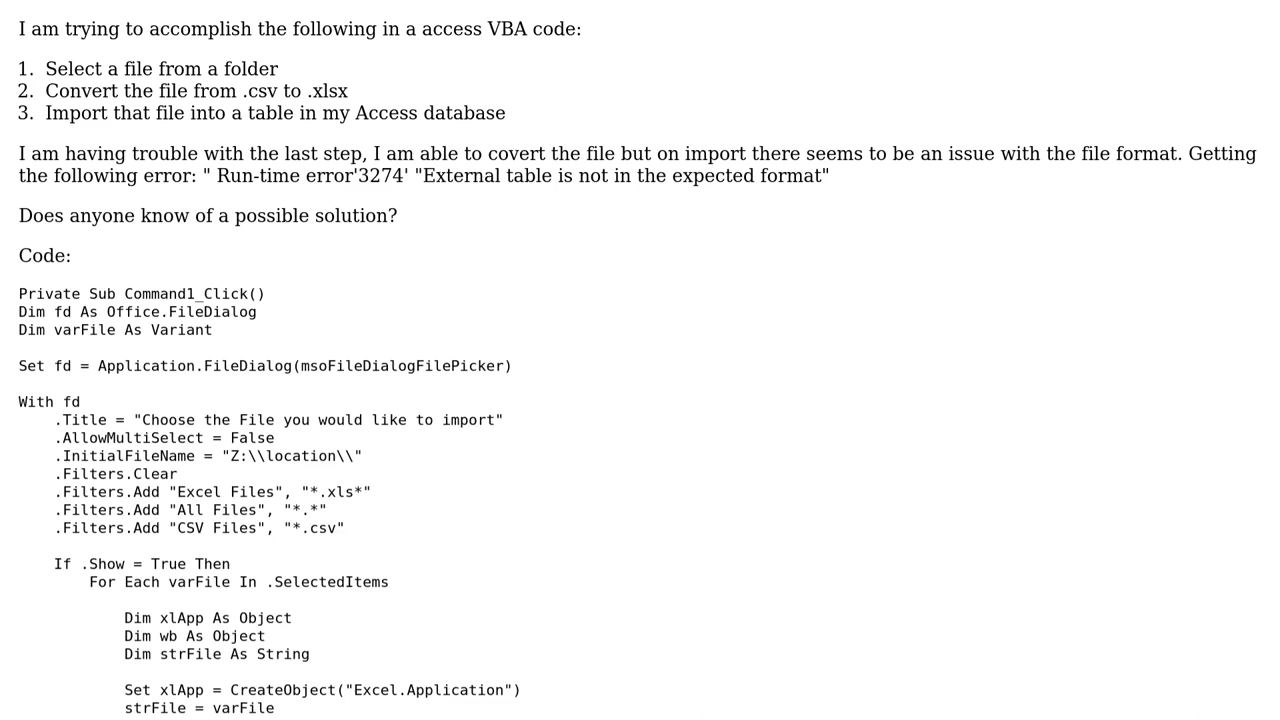 I am trying to accomplish the following in a access VBA code:
1. Select a file from a folder
2. Convert the file from .csv to .xlsx
3. Import that file into a table in my Access database
I am having trouble with the last step, I am able to covert the file but on import there seems to be an issue with the file format. Getting
the following error: " Run-time error'3274' "External table is not in the expected format"
Does anyone know of a possible solution?
Code:
Private Sub Command1_Click()
Dim fd As Office.FileDialog
Dim varFile As Variant
Set fd = Application.FileDialog(msoFileDialogFilePicker)
With fd
    .Title = "Choose the File you would like to import"
    .AllowMultiSelect = False
    .InitialFileName = "Z:\\location\\"
    .Filters.Clear
    .Filters.Add "Excel Files", "*.xls*"
    .Filters.Add "All Files", "*.*"
    .Filters.Add "CSV Files", "*.csv"
    If .Show = True Then
        For Each varFile In .SelectedItems
            Dim xlApp As Object
            Dim wb As Object
            Dim strFile As String
            Set xlApp = CreateObject("Excel.Application")
            strFile = varFile